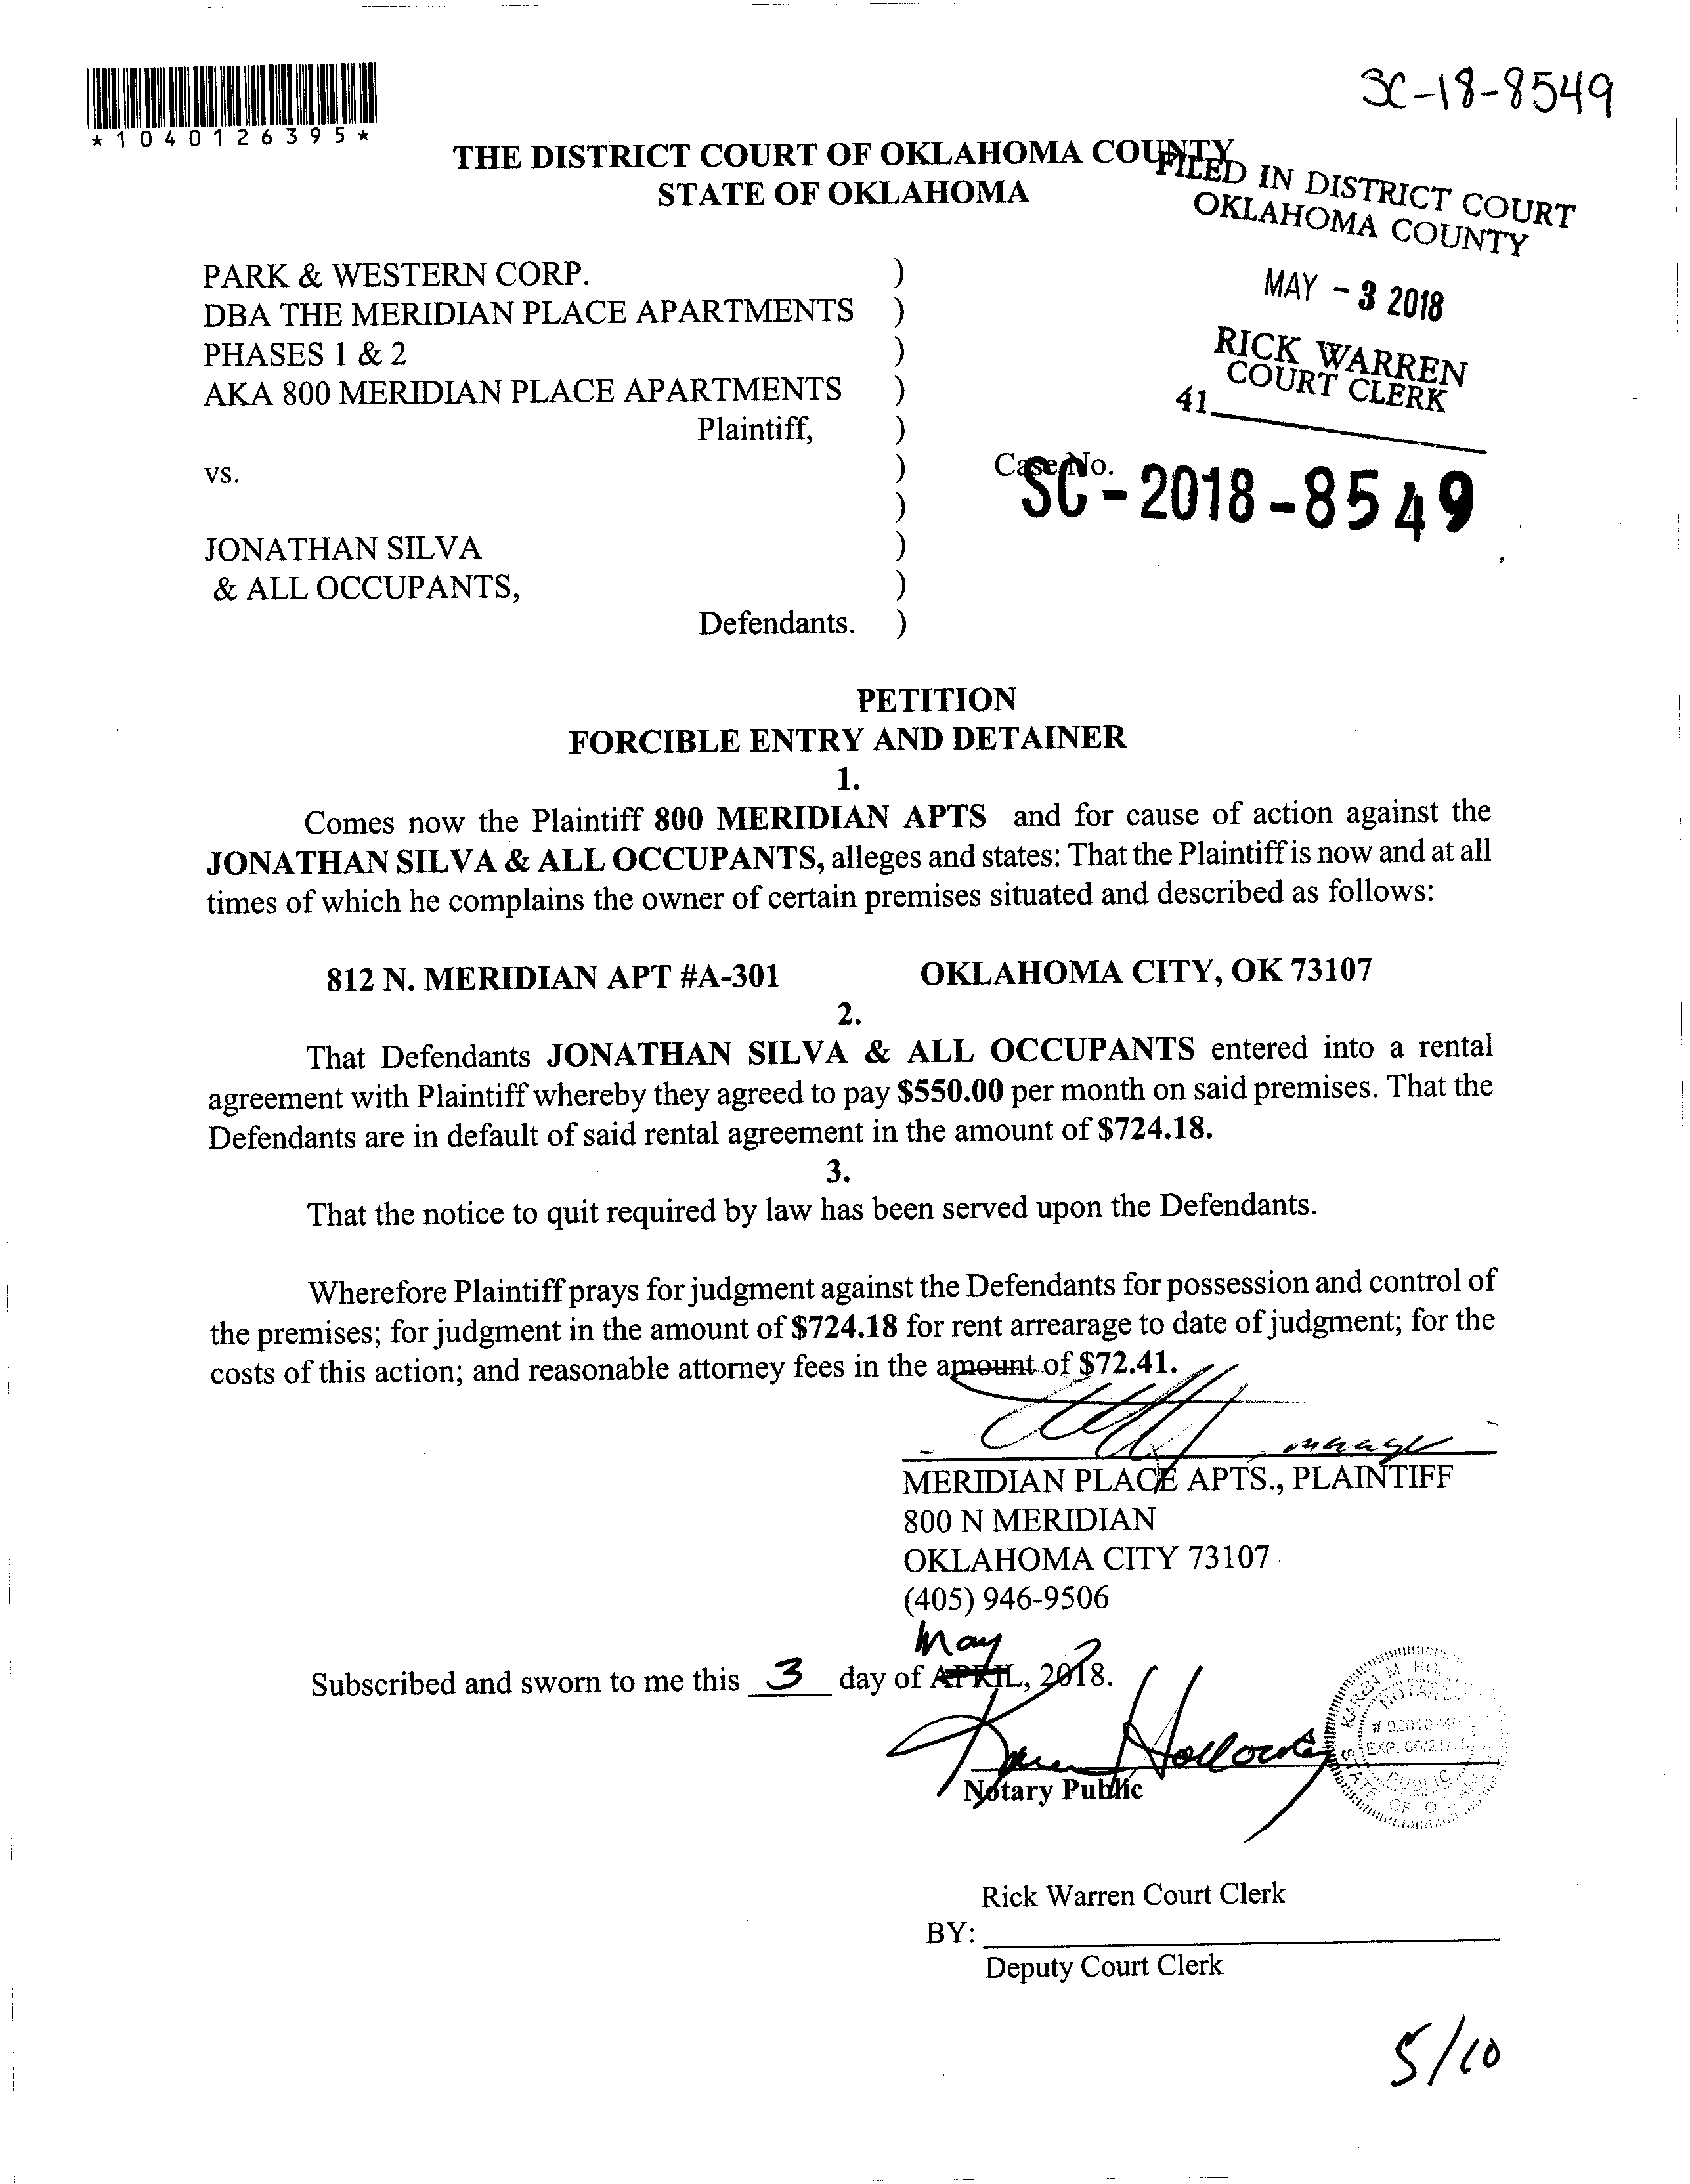 SC-18-8549
*1040126395*
THE DISTRICT COURT OF OKLAHOMA COUNTY
STATE OF OKLAHOMA
FILED IN DISTRICT COURT
OKLAHOMA COUNTY
MAY - 3 2018
RICK WARREN
COURT CLERK
41
PARK & WESTERN CORP. )
DBA THE MERIDIAN PLACE APARTMENTS )
PHASES 1 & 2 )
AKA 800 MERIDIAN PLACE APARTMENTS )
Plaintiff, )
vs. ) Case No.
) SC-2018-8549
JONATHAN SILVA )
& ALL OCCUPANTS, )
Defendants. )
PETITION
FORCIBLE ENTRY AND DETAINER
1.
Comes now the Plaintiff 800 MERIDIAN APTS and for cause of action against the
JONATHAN SILVA & ALL OCCUPANTS, alleges and states: That the Plaintiff is now and at all
times of which he complains the owner of certain premises situated and described as follows:
812 N. MERIDIAN APT #A-301 OKLAHOMA CITY, OK 73107
2.
That Defendants JONATHAN SILVA & ALL OCCUPANTS entered into a rental
agreement with Plaintiff whereby they agreed to pay $550.00 per month on said premises. That the
Defendants are in default of said rental agreement in the amount of $724.18.
3.
That the notice to quit required by law has been served upon the Defendants.
Wherefore Plaintiff prays for judgment against the Defendants for possession and control of
the premises; for judgment in the amount of $724.18 for rent arrearage to date of judgment; for the
costs of this action; and reasonable attorney fees in the amount of $72.41.
MERIDIAN PLACE APTS., PLAINTIFF
800 N MERIDIAN
OKLAHOMA CITY 73107
(405) 946-9506
May
Subscribed and sworn to me this 3 day of APRIL, 2018.
Karen Holloway
Notary Public
KAREN M.
NOTARY
PUBLIC
STATE OF
Rick Warren Court Clerk
BY:
Deputy Court Clerk
5/10